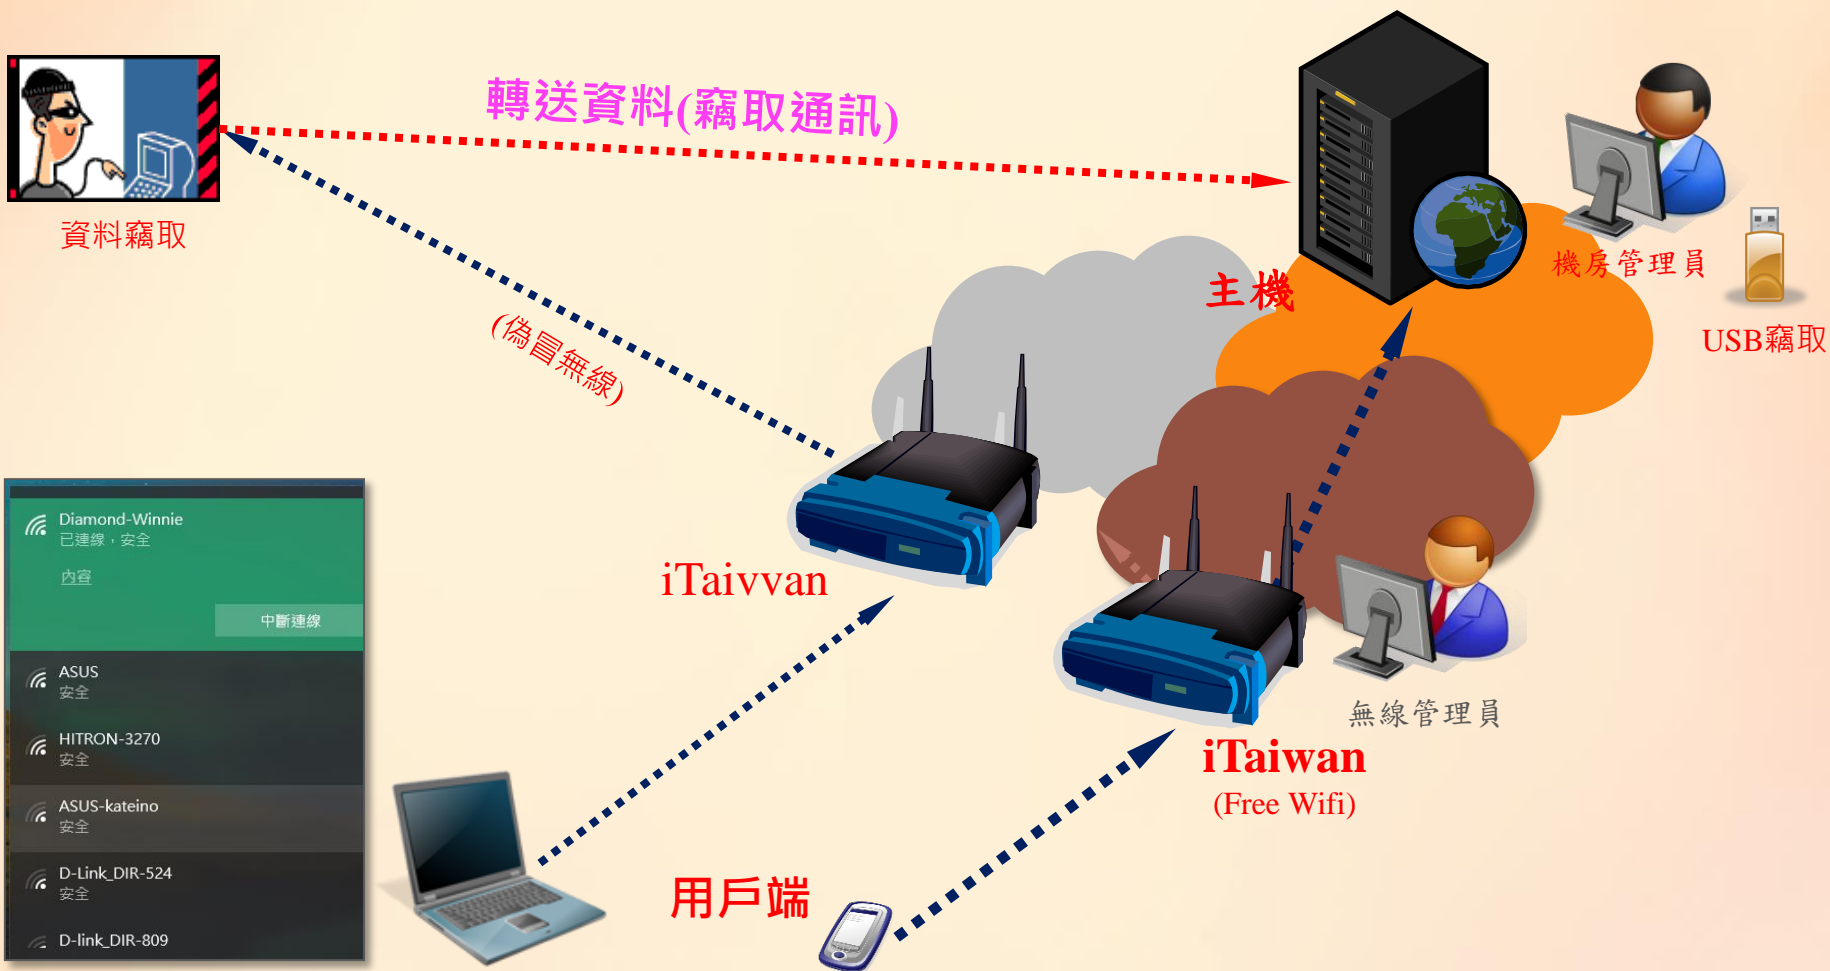 轉送資料(竊取通訊)
資料竊取
主機
機房管理員
USB竊取
(偽冒無線)
iTaivvan
無線管理員
iTaiwan
(Free Wifi)
用戶端
Diamond-Winnie
已連線，安全
內容
中斷連線
ASUS
安全
HITRON-3270
安全
ASUS-kateino
安全
D-Link_DIR-524
安全
D-link_DIR-809